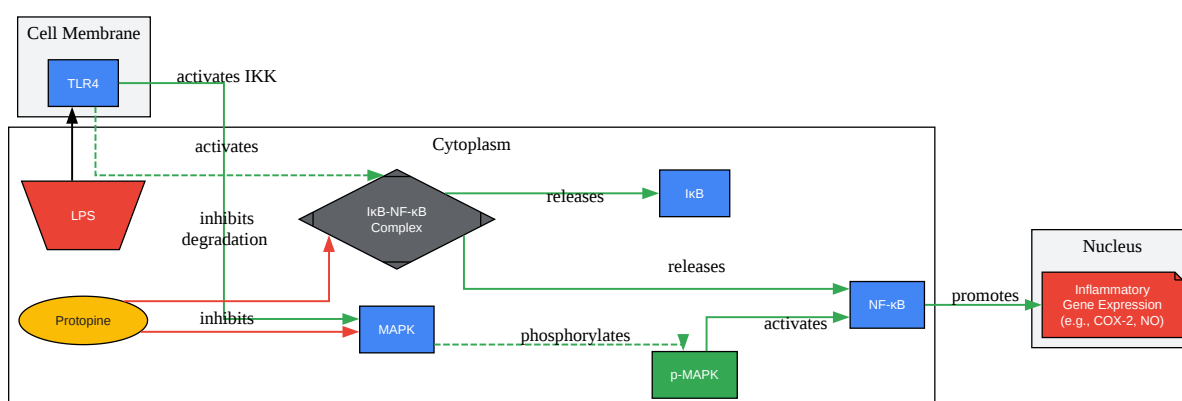 Cell Membrane
TLR4
activates IKK
activates
Cytoplasm
LPS
IκB-NF-κB
Complex
releases
IκB
inhibits
degradation
releases
Nucleus
Protopine
inhibits
MAPK
phosphorylates
p-MAPK
activates
NF-κB
promotes
Inflammatory
Gene Expression
(e.g., COX-2, NO)